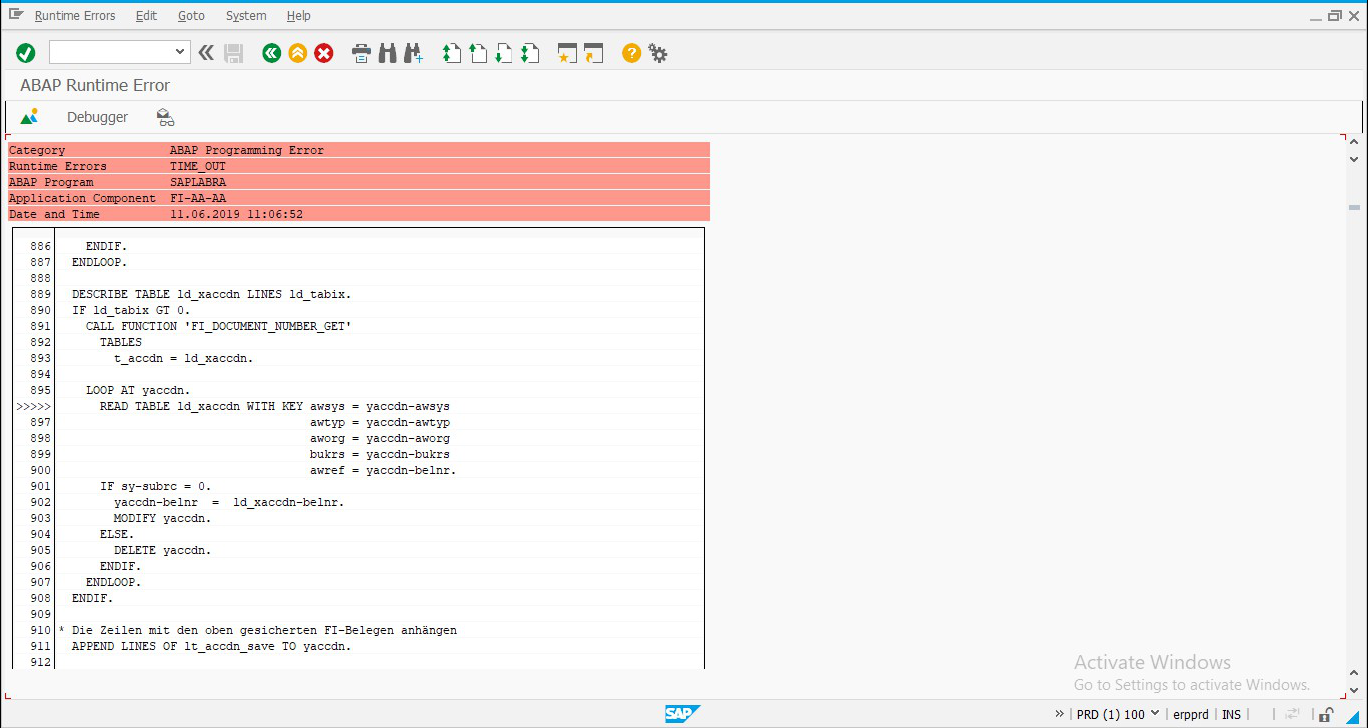 Runtime Errors Edit Goto System Help
ABAP Runtime Error
Debugger
Category ABAP Programming Error
Runtime Errors TIME_OUT
ABAP Program SAPLABRA
Application Component FI-AA-AA
Date and Time 11.06.2019 11:06:52
886 ENDIF.
887 ENDLOOP.
888
889 DESCRIBE TABLE ld_xaccdn LINES ld_tabix.
890 IF ld_tabix GT 0.
891 CALL FUNCTION 'FI_DOCUMENT_NUMBER_GET'
892 TABLES
893 t_accdn = ld_xaccdn.
894
895 LOOP AT yaccdn.
>>>>> READ TABLE ld_xaccdn WITH KEY awsys = yaccdn-awsys
897 awtyp = yaccdn-awtyp
898 aworg = yaccdn-aworg
899 bukrs = yaccdn-bukrs
900 awref = yaccdn-belnr.
901 IF sy-subrc = 0.
902 yaccdn-belnr = ld_xaccdn-belnr.
903 MODIFY yaccdn.
904 ELSE.
905 DELETE yaccdn.
906 ENDIF.
907 ENDLOOP.
908 ENDIF.
909
910 * Die Zeilen mit den oben gesicherten FI-Belegen anhängen
911 APPEND LINES OF lt_accdn_save TO yaccdn.
912
Activate Windows
Go to Settings to activate Windows.
SAP » PRD (1) 100 erpprd INS